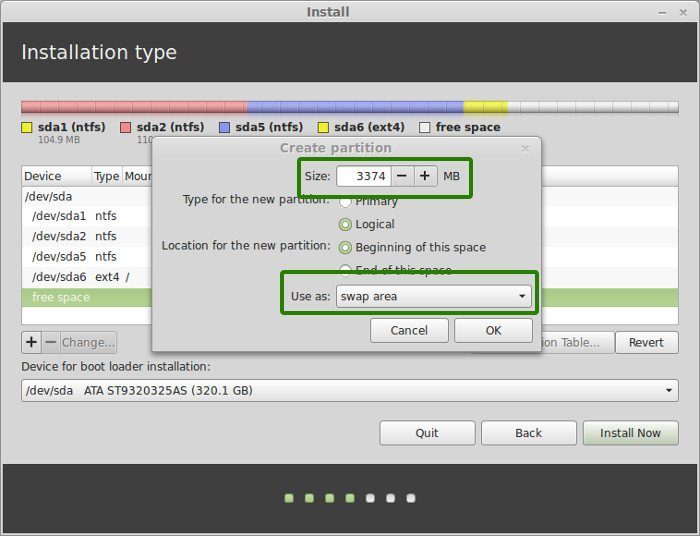 Install
Installation type
sda1 (ntfs) sda2 (ntfs) sda5 (ntfs) sda6 (ext4) free space
104.9 MB 110
Create partition
Size: 3374 MB
Type for the new partition: Primary
Logical
Location for the new partition: Beginning of this space
End of this space
Use as: swap area
Cancel OK
Device Type Moun
/dev/sda
/dev/sda1 ntfs
/dev/sda2 ntfs
/dev/sda5 ntfs
/dev/sda6 ext4 /
free space
+ − Change... ion Table... Revert
Device for boot loader installation:
/dev/sda ATA ST9320325AS (320.1 GB)
Quit Back Install Now